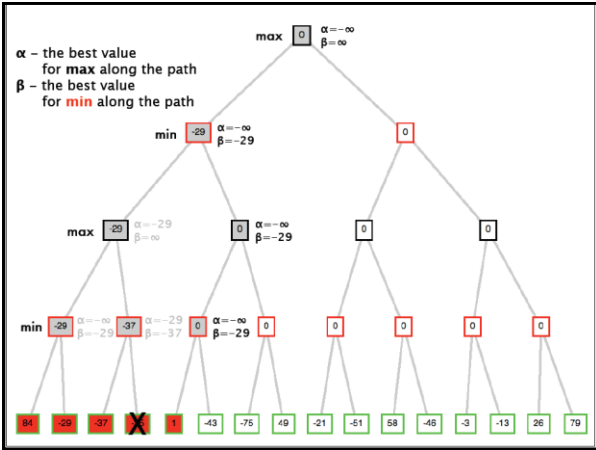 max 0 α=-∞
β=∞
α – the best value
for max along the path
β – the best value
for min along the path
min -29 α=-∞
β=-29
0
max -29 α=-29
β=∞
0 α=-∞
β=-29
0
0
min -29 α=-∞
β=-29
-37 α=-29
β=-37
0 α=-∞
β=-29
0
0
0
0
0
84 -29 -37 X 1 -43 -75 49 -21 -51 58 -46 -3 -13 26 79